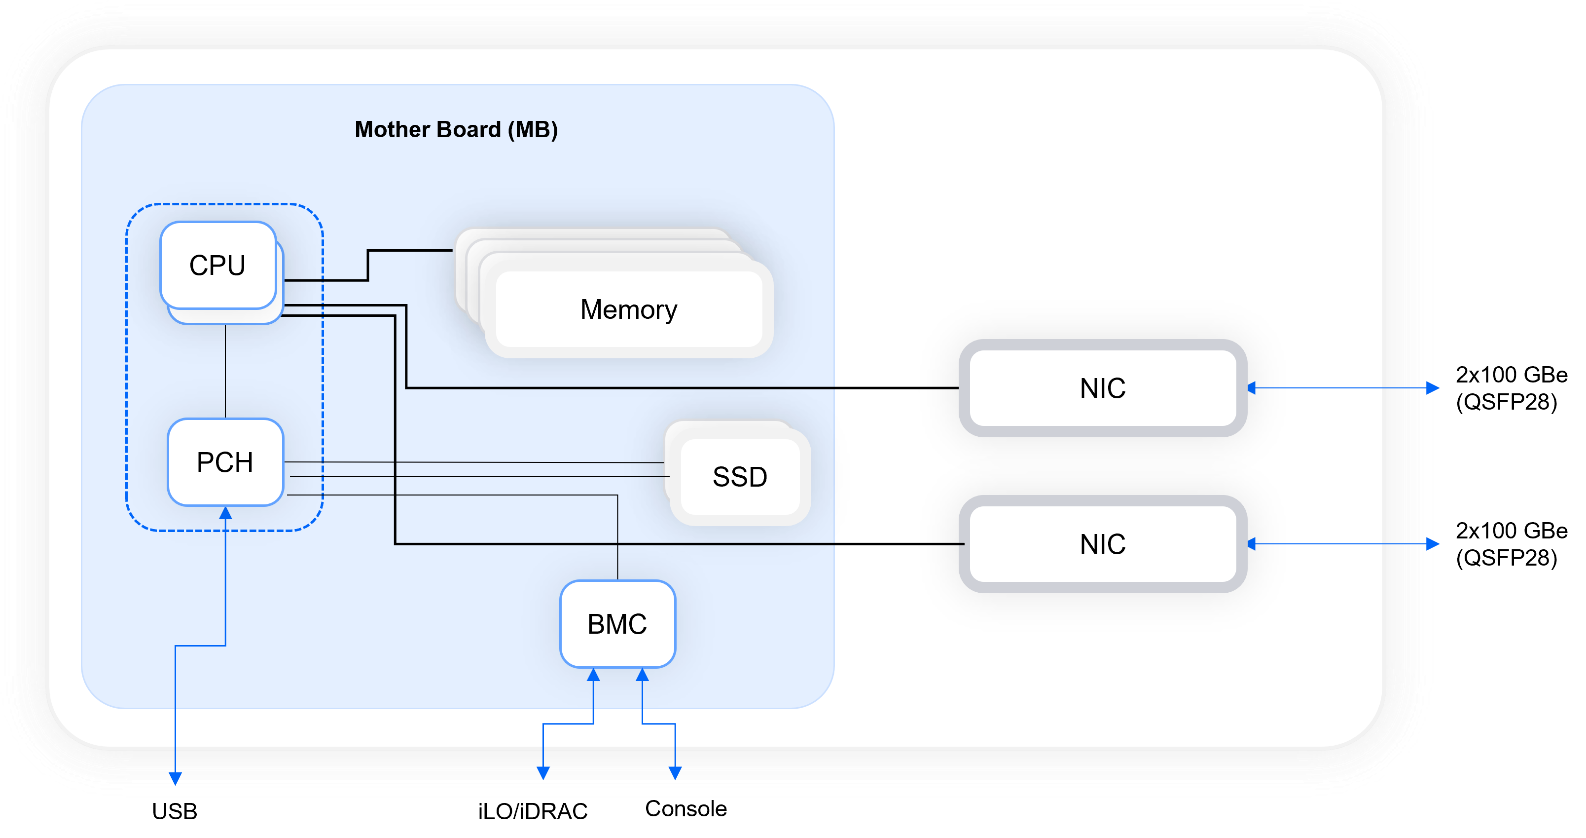 Mother Board (MB)
CPU
Memory
NIC
2x100 GBe
(QSFP28)
PCH
SSD
NIC
2x100 GBe
(QSFP28)
BMC
USB
iLO/iDRAC
Console